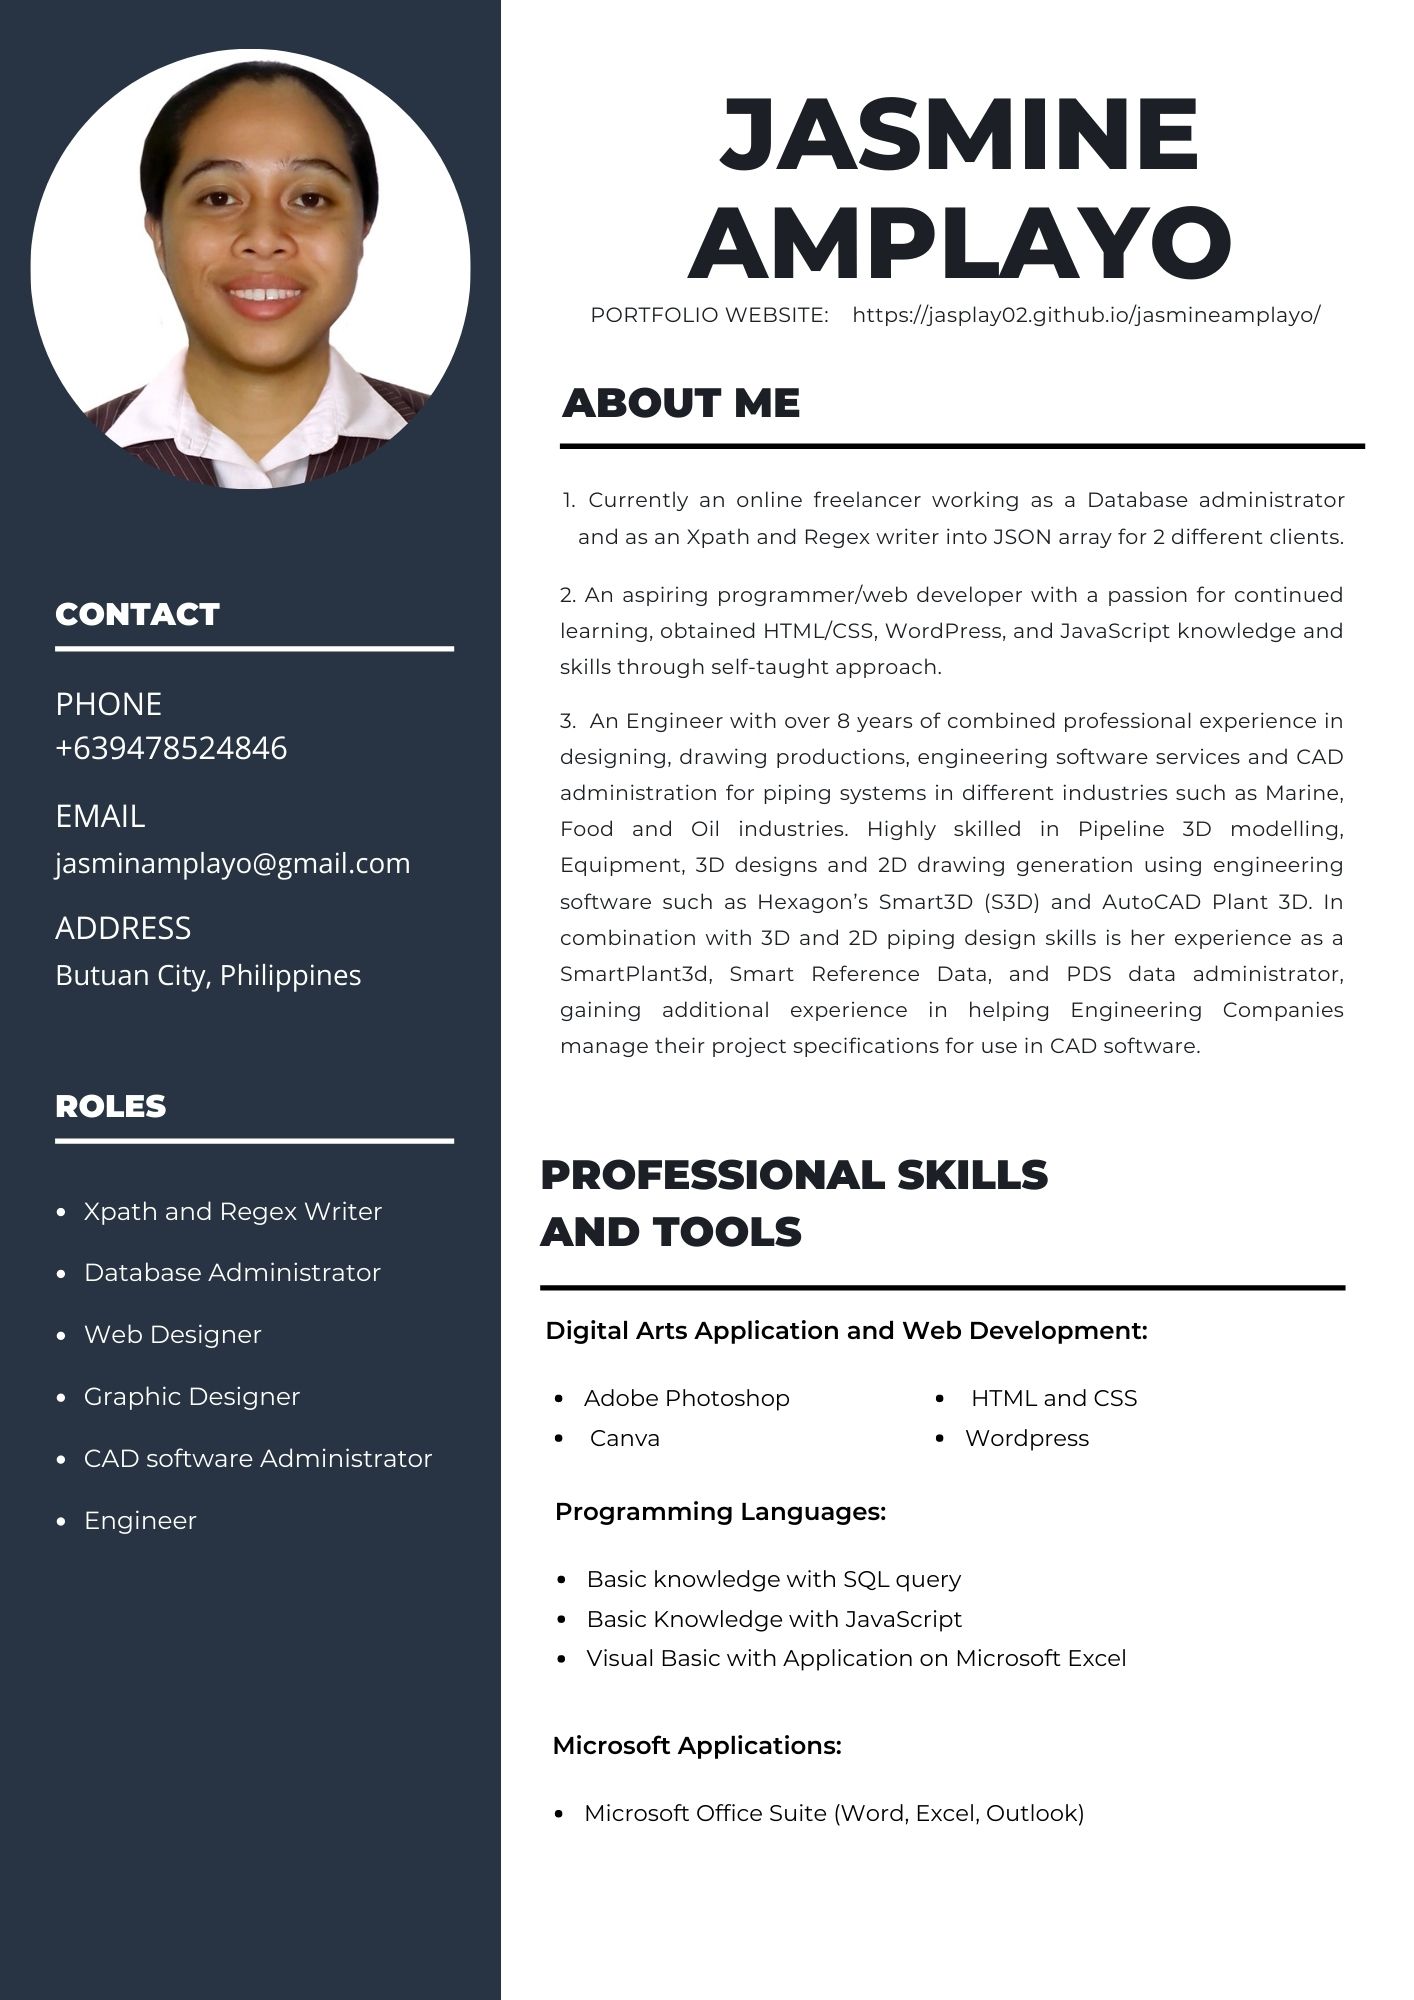 JASMINE
AMPLAYO
PORTFOLIO WEBSITE: https://jasplay02.github.io/jasmineamplayo/
CONTACT
PHONE
+639478524846
EMAIL
jasminamplayo@gmail.com
ADDRESS
Butuan City, Philippines
ROLES
• Xpath and Regex Writer
• Database Administrator
• Web Designer
• Graphic Designer
• CAD software Administrator
• Engineer
ABOUT ME
1. Currently an online freelancer working as a Database administrator
and as an Xpath and Regex writer into JSON array for 2 different clients.
2. An aspiring programmer/web developer with a passion for continued
learning, obtained HTML/CSS, WordPress, and JavaScript knowledge and
skills through self-taught approach.
3. An Engineer with over 8 years of combined professional experience in
designing, drawing productions, engineering software services and CAD
administration for piping systems in different industries such as Marine,
Food and Oil industries. Highly skilled in Pipeline 3D modelling,
Equipment, 3D designs and 2D drawing generation using engineering
software such as Hexagon’s Smart3D (S3D) and AutoCAD Plant 3D. In
combination with 3D and 2D piping design skills is her experience as a
SmartPlant3d, Smart Reference Data, and PDS data administrator,
gaining additional experience in helping Engineering Companies
manage their project specifications for use in CAD software.
PROFESSIONAL SKILLS
AND TOOLS
Digital Arts Application and Web Development:
• Adobe Photoshop
• Canva
• HTML and CSS
• Wordpress
Programming Languages:
• Basic knowledge with SQL query
• Basic Knowledge with JavaScript
• Visual Basic with Application on Microsoft Excel
Microsoft Applications:
• Microsoft Office Suite (Word, Excel, Outlook)